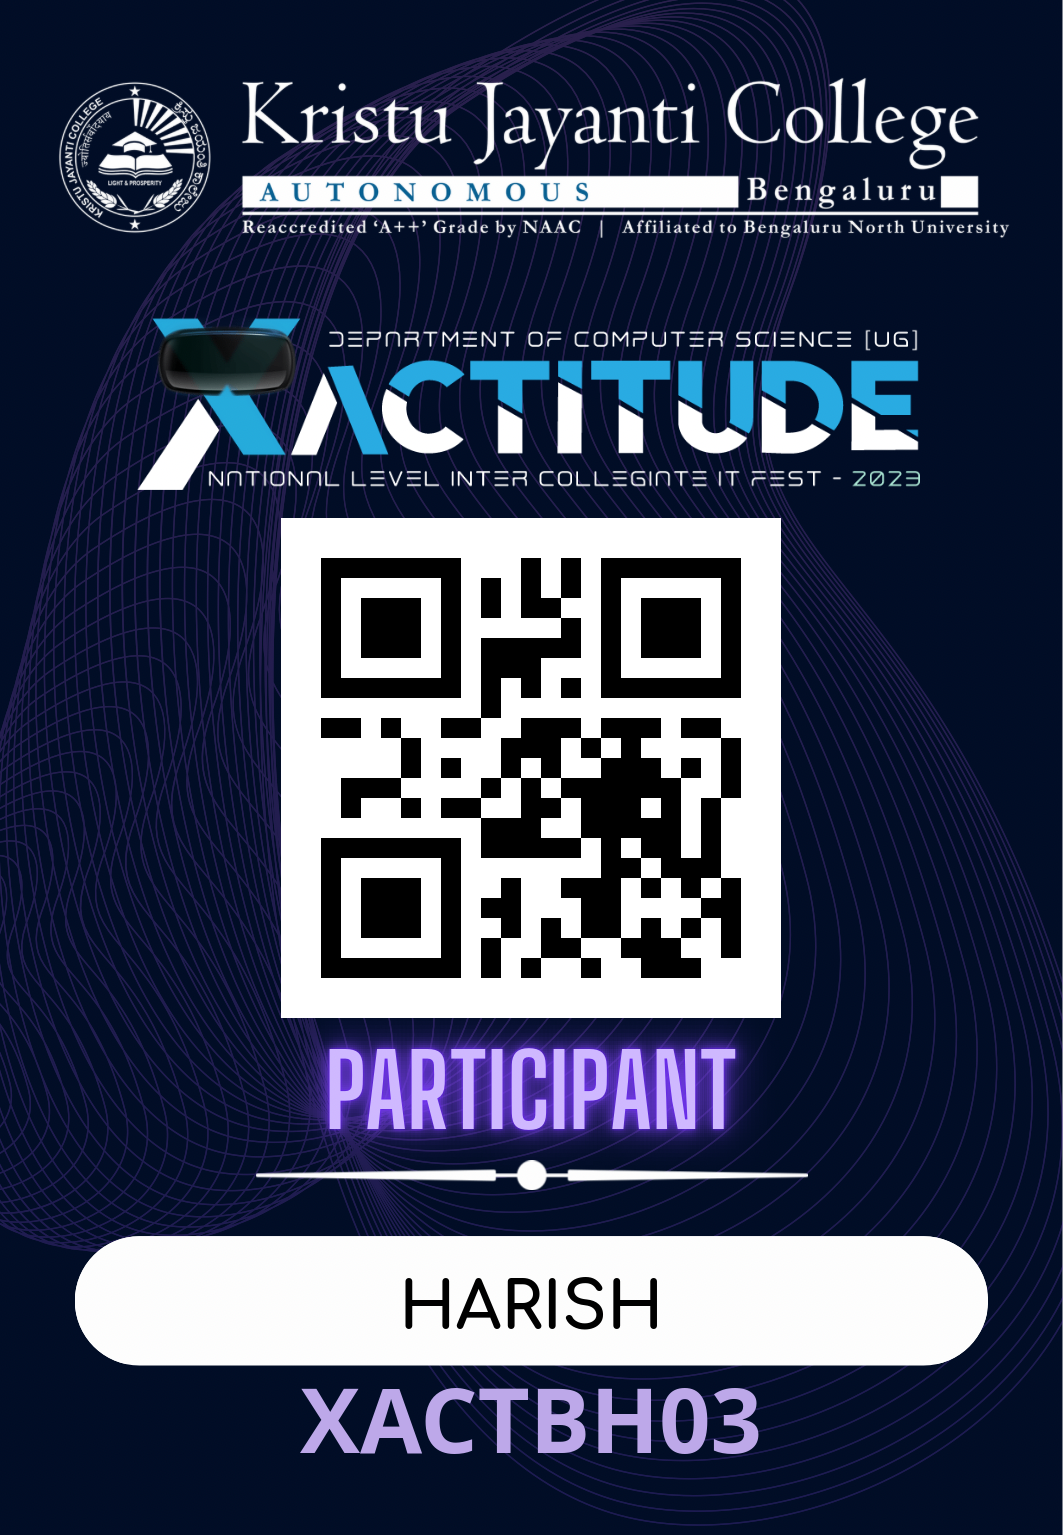 KRISTU JAYANTI COLLEGE
ಕ್ರಿಸ್ತು ಜಯಂತಿ ಕಾಲೇಜು
LIGHT & PROSPERITY
Kristu Jayanti College
AUTONOMOUS Bengaluru
Reaccredited ‘A++’ Grade by NAAC | Affiliated to Bengaluru North University
DEPARTMENT OF COMPUTER SCIENCE [UG]
XACTITUDE
NATIONAL LEVEL INTER COLLEGIATE IT FEST - 2023
PARTICIPANT
HARISH
XACTBH03